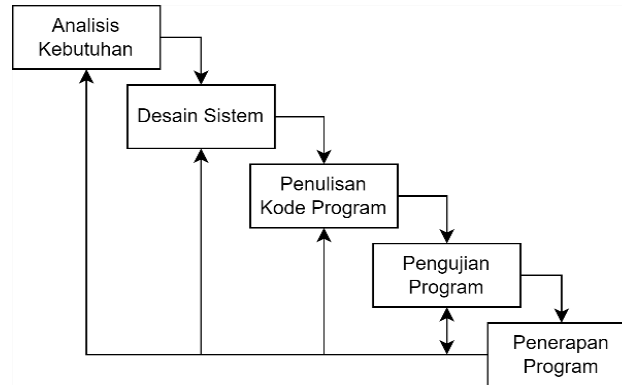 Analisis
Kebutuhan
Desain Sistem
Penulisan
Kode Program
Pengujian
Program
Penerapan
Program